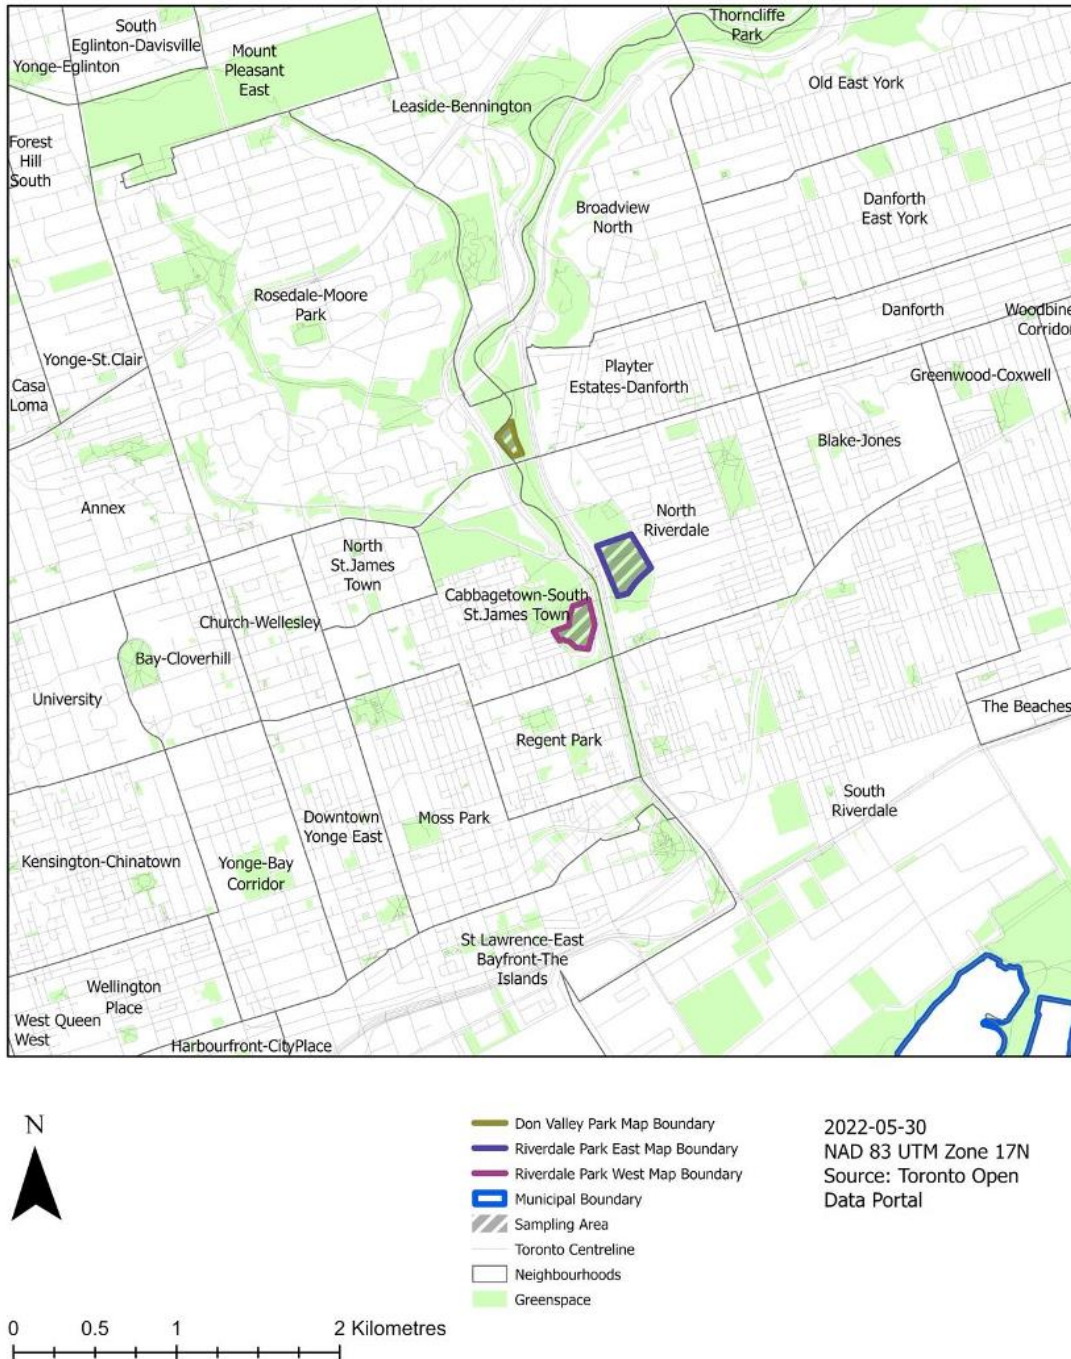 Thorncliffe
Park
South
Eglinton-Davisville
Yonge-Eglinton
Mount
Pleasant
East
Old East York
Leaside-Bennington
Forest
Hill
South
Danforth
East York
Broadview
North
Rosedale-Moore
Park
Danforth
Woodbine
Corridor
Yonge-St.Clair
Playter
Estates-Danforth
Greenwood-Coxwell
Casa
Loma
Blake-Jones
Annex
North
Riverdale
North
St.James
Town
Cabbagetown-South
St.James Town
Church-Wellesley
Bay-Cloverhill
University
The Beaches
Regent Park
South
Riverdale
Downtown
Yonge East
Moss Park
Kensington-Chinatown
Yonge-Bay
Corridor
St Lawrence-East
Bayfront-The
Islands
Wellington
Place
West Queen
West
Harbourfront-CityPlace
N
Don Valley Park Map Boundary
Riverdale Park East Map Boundary
Riverdale Park West Map Boundary
Municipal Boundary
Sampling Area
Toronto Centreline
Neighbourhoods
Greenspace
2022-05-30
NAD 83 UTM Zone 17N
Source: Toronto Open
Data Portal
0 0.5 1 2 Kilometres